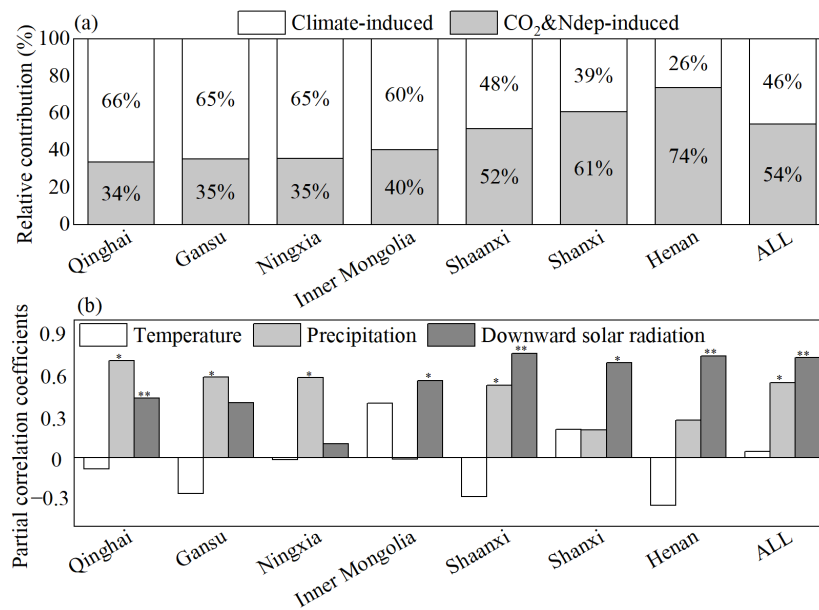 (a)
Climate-induced
CO₂&Ndep-induced
Relative contribution (%)
100
80
60
40
20
0
66%
65%
65%
60%
48%
39%
26%
46%
34%
35%
35%
40%
52%
61%
74%
54%
Qinghai
Gansu
Ningxia
Inner Mongolia
Shaanxi
Shanxi
Henan
ALL
(b)
Temperature
Precipitation
Downward solar radiation
Partial correlation coefficients
0.9
0.6
0.3
0
−0.3
*
**
*
*
*
*
**
*
**
*
**
Qinghai
Gansu
Ningxia
Inner Mongolia
Shaanxi
Shanxi
Henan
ALL